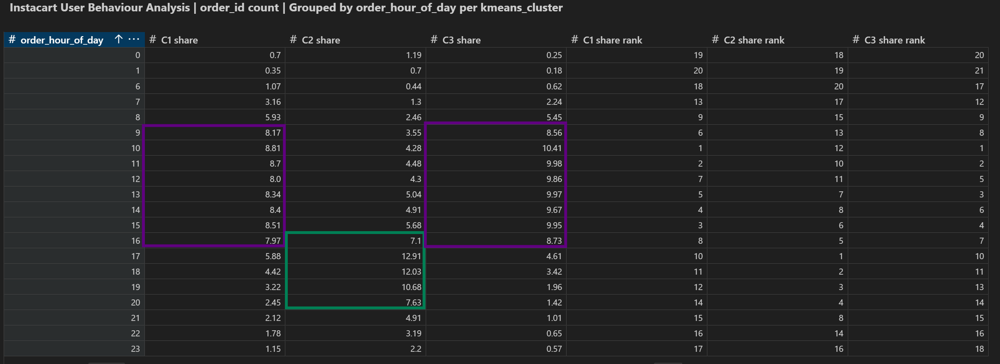 Instacart User Behaviour Analysis | order_id count | Grouped by order_hour_of_day per kmeans_cluster
# order_hour_of_day ↑ ··· # C1 share # C2 share # C3 share # C1 share rank # C2 share rank # C3 share rank
0 0.7 1.19 0.25 19 18 20
1 0.35 0.7 0.18 20 19 21
6 1.07 0.44 0.62 18 20 17
7 3.16 1.3 2.24 13 17 12
8 5.93 2.46 5.45 9 15 9
9 8.17 3.55 8.56 6 13 8
10 8.81 4.28 10.41 1 12 1
11 8.7 4.48 9.98 2 10 2
12 8.0 4.3 9.86 7 11 5
13 8.34 5.04 9.97 5 7 3
14 8.4 4.91 9.67 4 8 6
15 8.51 5.68 9.95 3 6 4
16 7.97 7.1 8.73 8 5 7
17 5.88 12.91 4.61 10 1 10
18 4.42 12.03 3.42 11 2 11
19 3.22 10.68 1.96 12 3 13
20 2.45 7.63 1.42 14 4 14
21 2.12 4.91 1.01 15 8 15
22 1.78 3.19 0.65 16 14 16
23 1.15 2.2 0.57 17 16 18